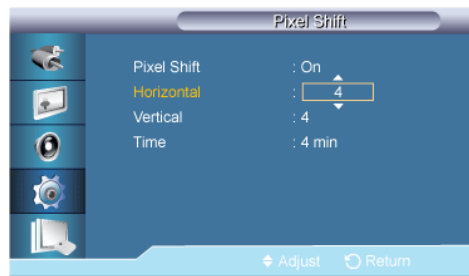 Pixel Shift
Pixel Shift : On
Horizontal : 4
Vertical : 4
Time : 4 min
Adjust Return